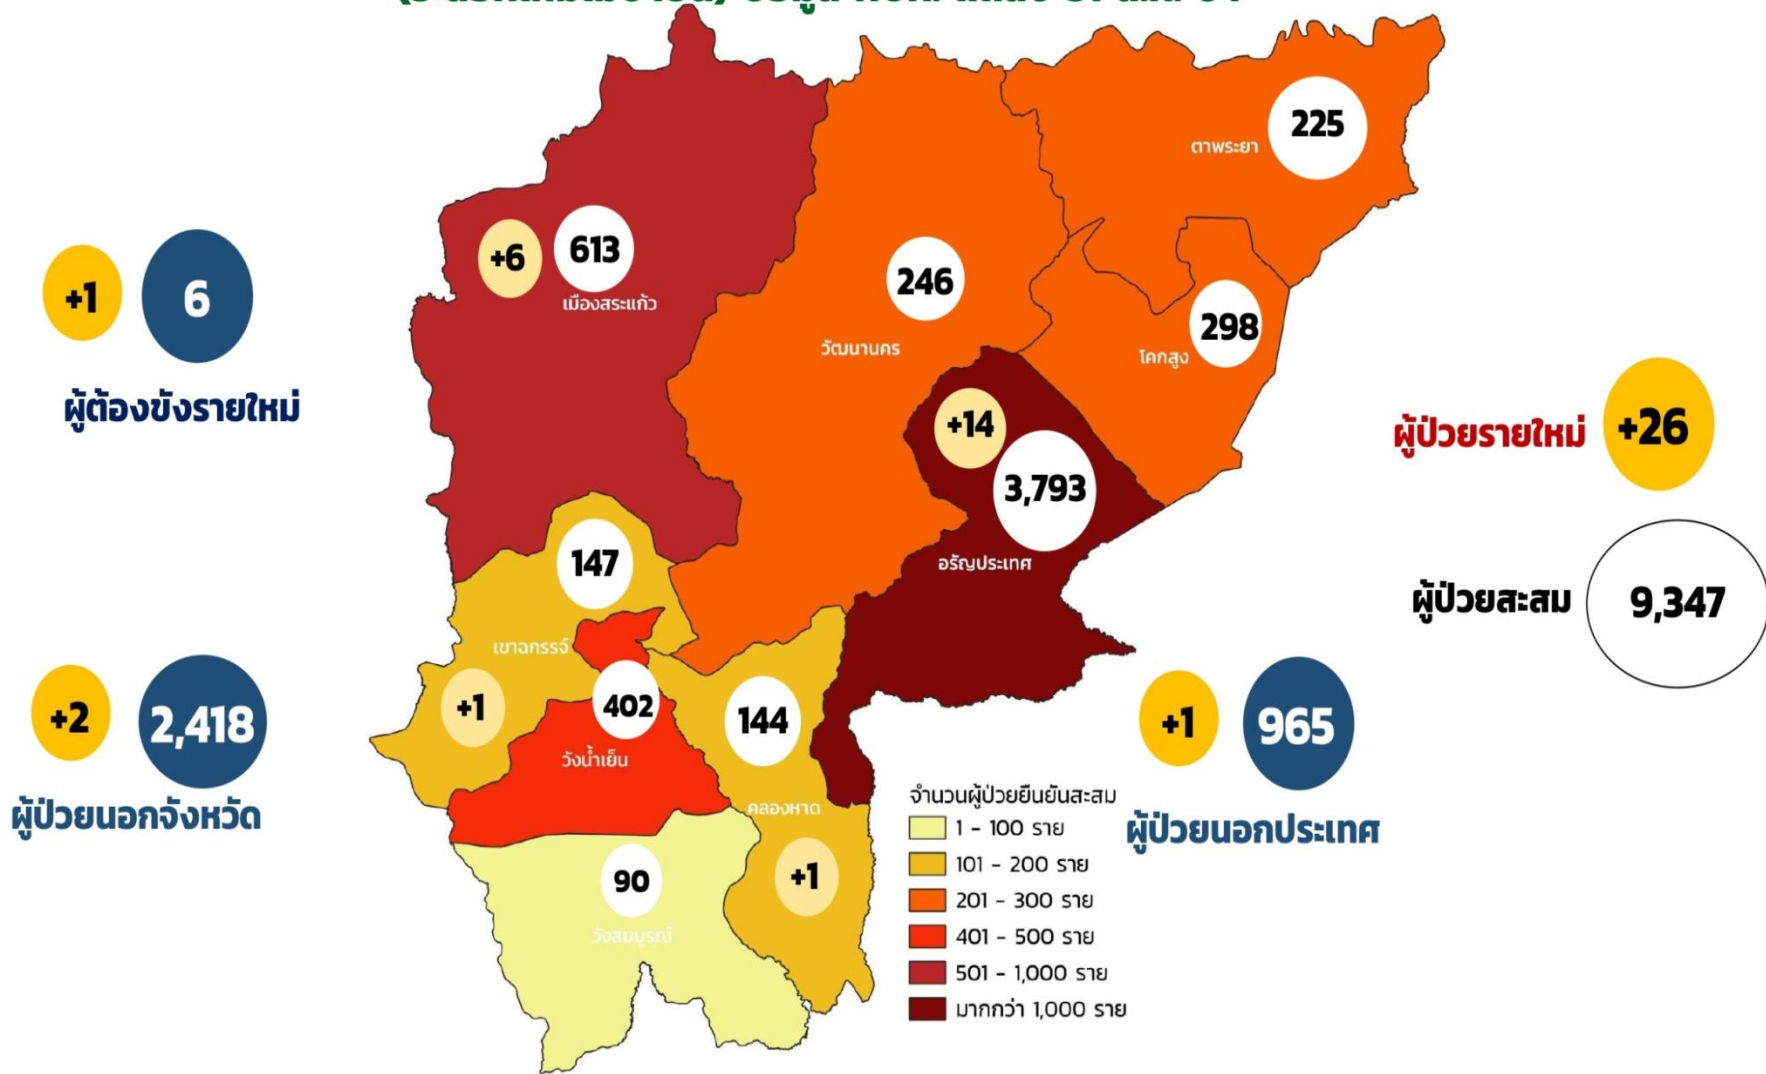 225
ตาพระยา
+6
613
เมืองสระแก้ว
246
วัฒนานคร
298
โคกสูง
+1
6
ผู้ต้องขังรายใหม่
+14
3,793
อรัญประเทศ
ผู้ป่วยรายใหม่
+26
147
เขาฉกรรจ์
+1
ผู้ป่วยสะสม
9,347
402
วังน้ำเย็น
144
คลองหาด
+1
+2
2,418
ผู้ป่วยนอกจังหวัด
+1
965
ผู้ป่วยนอกประเทศ
90
วังสมบูรณ์
จำนวนผู้ป่วยยืนยันสะสม
1 - 100 ราย
101 - 200 ราย
201 - 300 ราย
401 - 500 ราย
501 - 1,000 ราย
มากกว่า 1,000 ราย